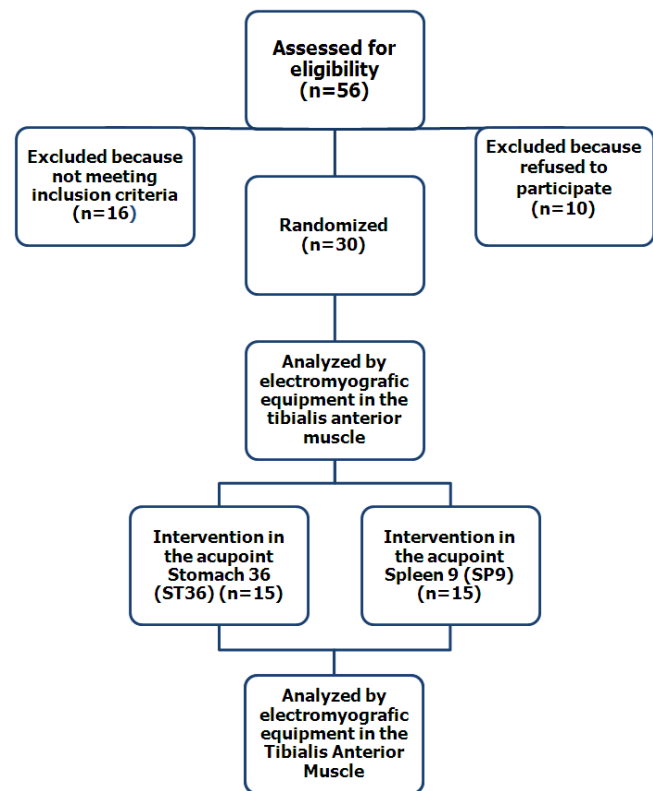 Assessed for
eligibility
(n=56)
Excluded because
not meeting
inclusion criteria
(n=16)
Excluded because
refused to
participate
(n=10)
Randomized
(n=30)
Analyzed by
electromyografic
equipment in the
tibialis anterior
muscle
Intervention in
the acupoint
Stomach 36
(ST36) (n=15)
Intervention in
the acupoint
Spleen 9 (SP9)
(n=15)
Analyzed by
electromyografic
equipment in the
Tibialis Anterior
Muscle